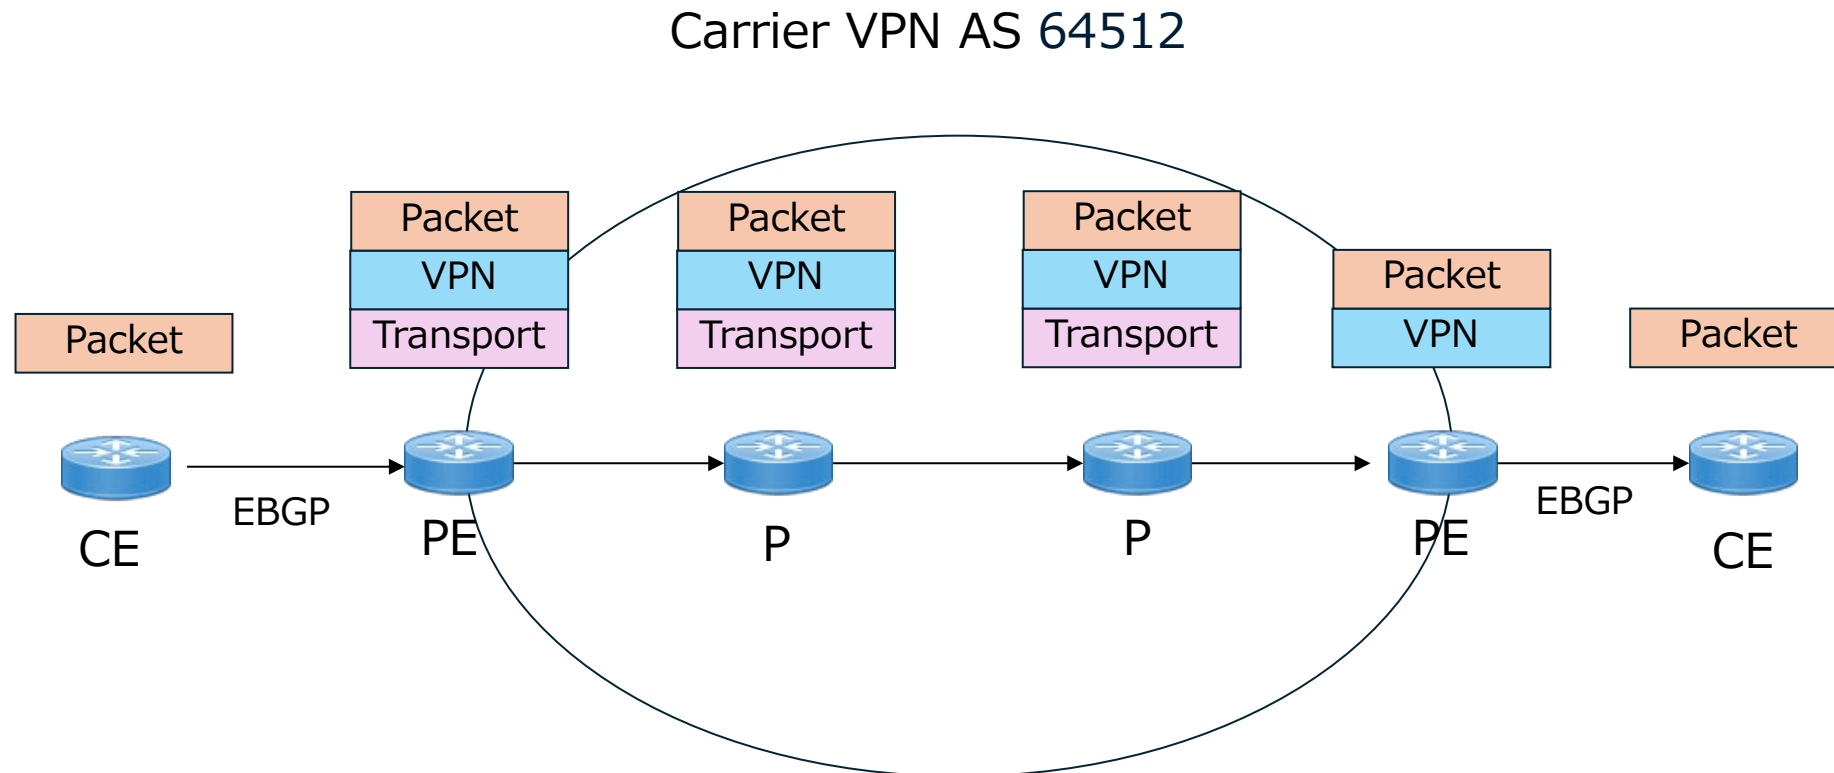 Carrier VPN AS 64512
Packet
Packet
VPN
Transport
Packet
VPN
Transport
Packet
VPN
Transport
Packet
VPN
Packet
EBGP
EBGP
CE
PE
P
P
PE
CE